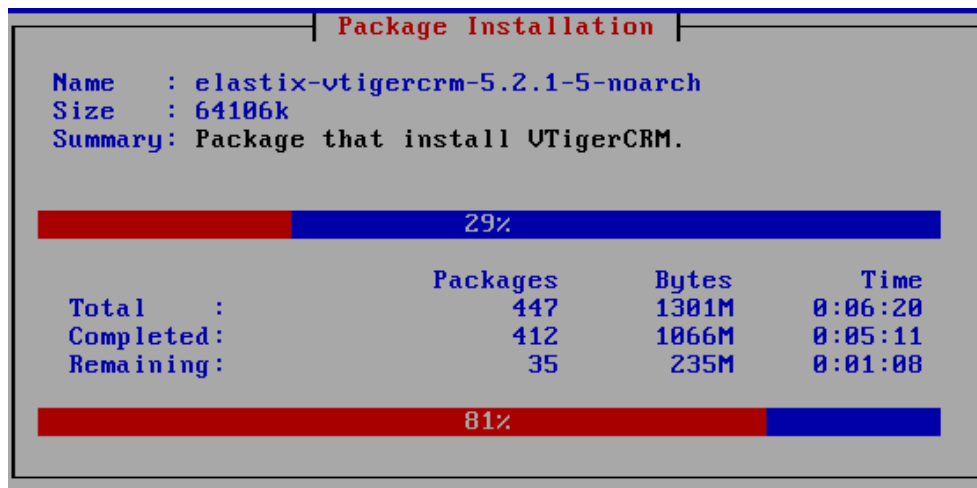 Package Installation
Name : elastix-vtigercrm-5.2.1-5-noarch
Size : 64106k
Summary: Package that install VTigerCRM.
29%
Packages Bytes Time
Total : 447 1301M 0:06:20
Completed: 412 1066M 0:05:11
Remaining: 35 235M 0:01:08
81%